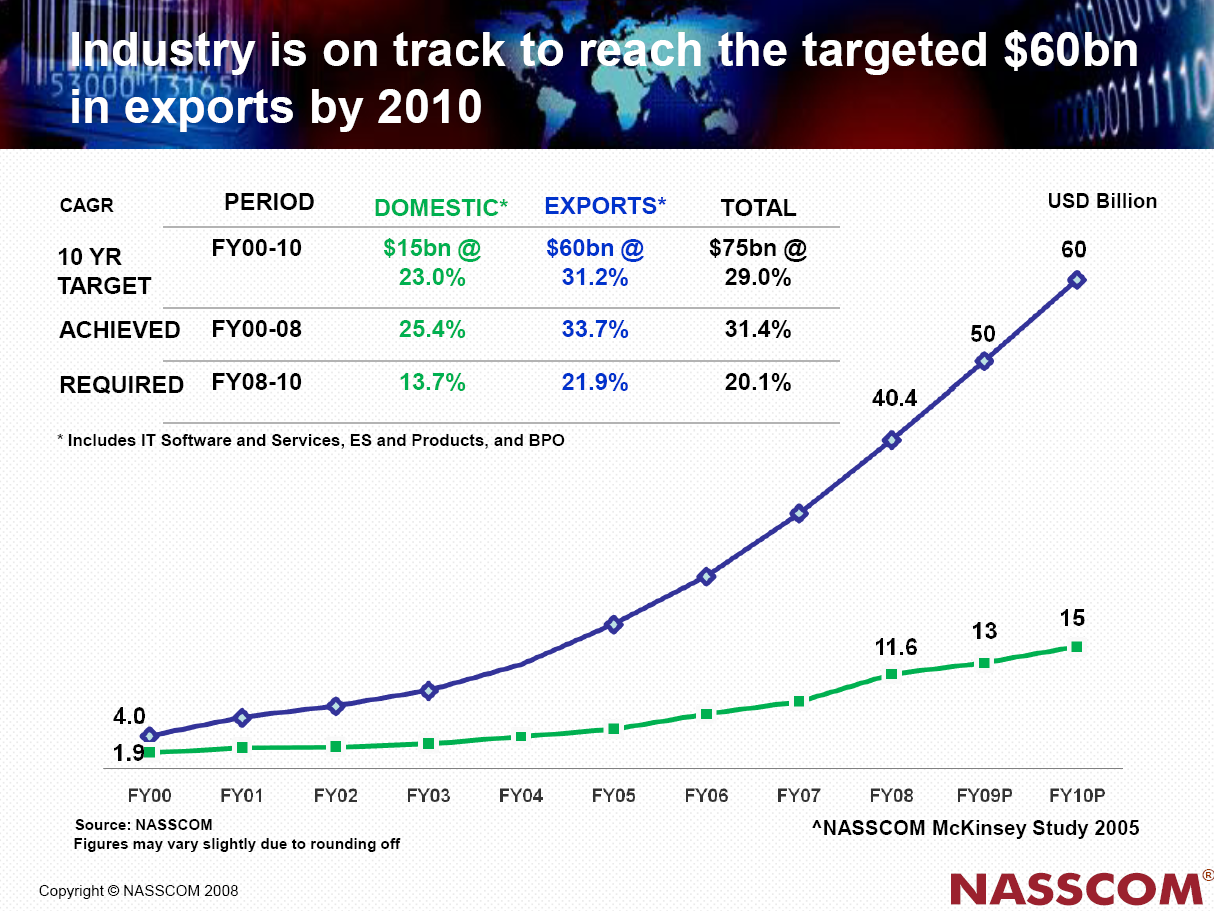 Industry is on track to reach the targeted $60bn
in exports by 2010
CAGR PERIOD DOMESTIC* EXPORTS* TOTAL
10 YR TARGET FY00-10 $15bn @ 23.0% $60bn @ 31.2% $75bn @ 29.0%
ACHIEVED FY00-08 25.4% 33.7% 31.4%
REQUIRED FY08-10 13.7% 21.9% 20.1%
* Includes IT Software and Services, ES and Products, and BPO
USD Billion
60
50
40.4
15
13
11.6
4.0
1.9
FY00 FY01 FY02 FY03 FY04 FY05 FY06 FY07 FY08 FY09P FY10P
Source: NASSCOM
Figures may vary slightly due to rounding off
^NASSCOM McKinsey Study 2005
Copyright © NASSCOM 2008
NASSCOM®